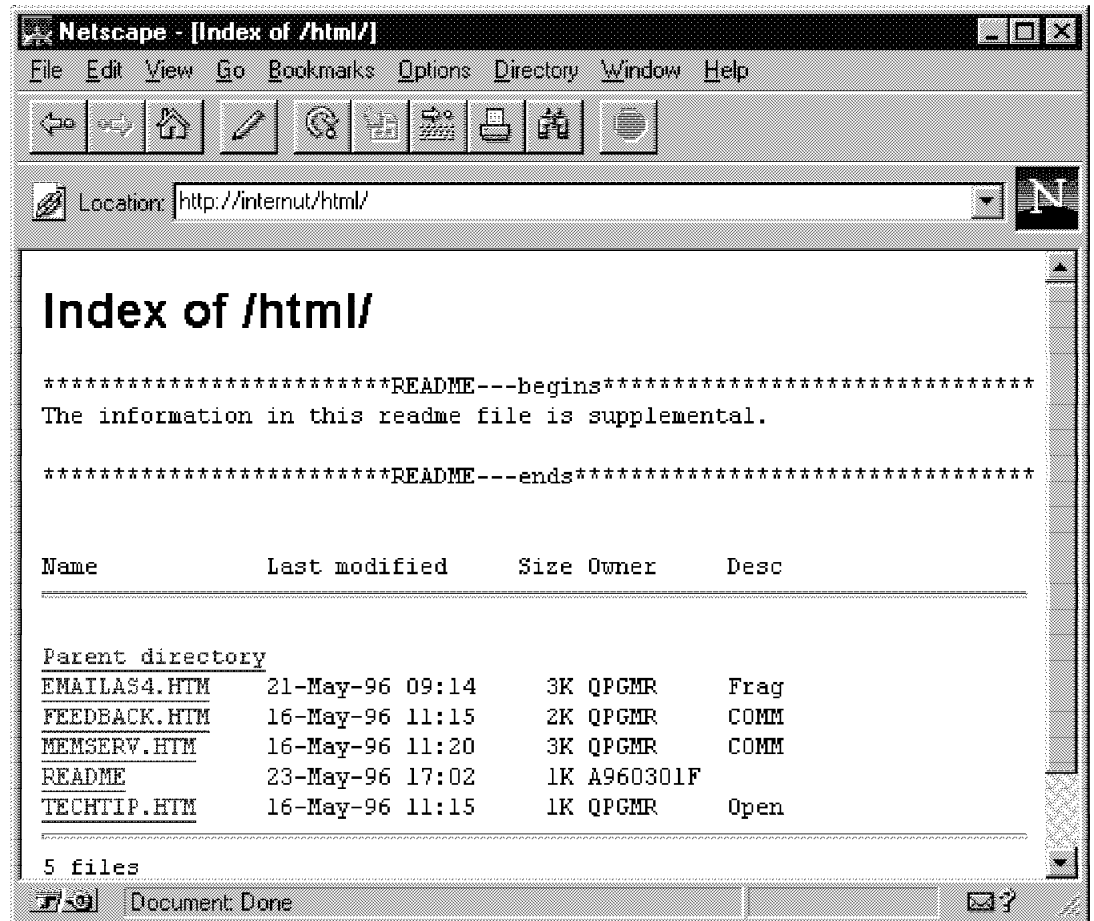 Netscape - [Index of /html/]
File Edit View Go Bookmarks Options Directory Window Help
Location: http://internut/html/
N
Index of /html/
*************************README---begins*******************************
The information in this readme file is supplemental.
*************************README---ends*********************************
Name Last modified Size Owner Desc
Parent directory
EMAILAS4.HTM 21-May-96 09:14 3K QPGMR Frag
FEEDBACK.HTM 16-May-96 11:15 2K QPGMR COMM
MEMSERV.HTM 16-May-96 11:20 3K QPGMR COMM
README 23-May-96 17:02 1K A960301F
TECHTIP.HTM 16-May-96 11:15 1K QPGMR Open
5 files
Document: Done
?